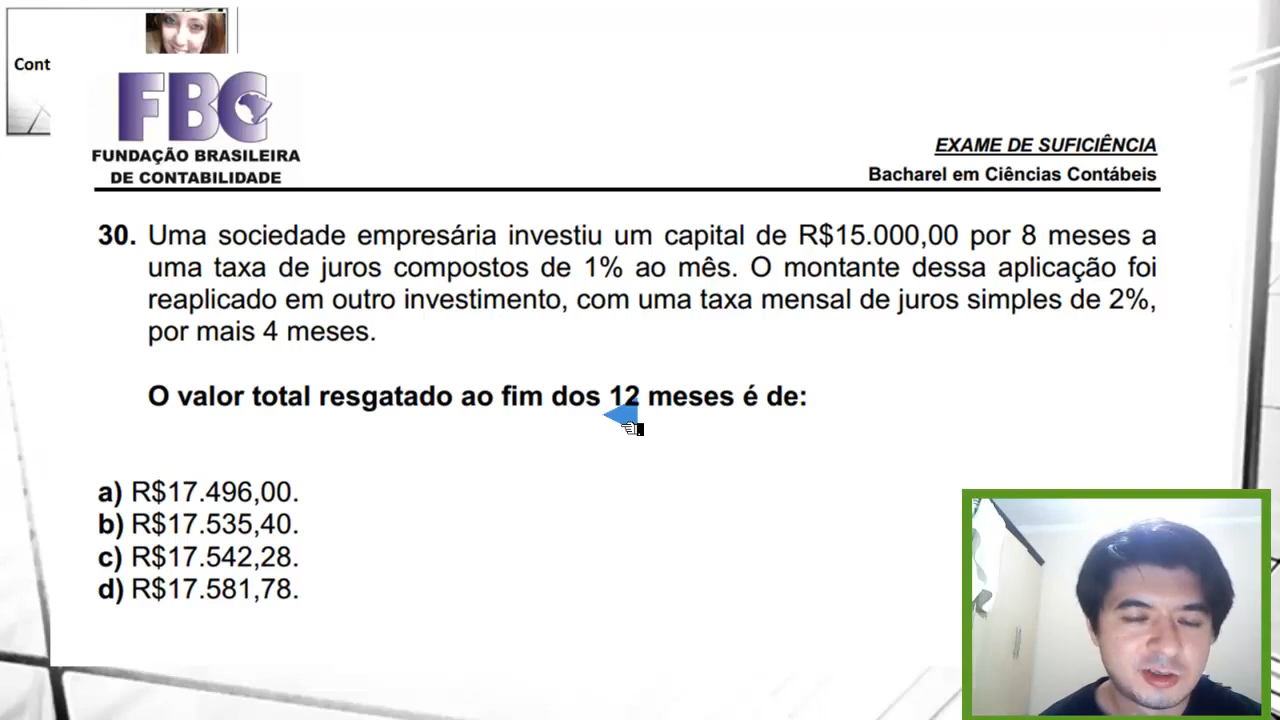 Cont
FBC
FUNDAÇÃO BRASILEIRA
DE CONTABILIDADE
EXAME DE SUFICIÊNCIA
Bacharel em Ciências Contábeis
30. Uma sociedade empresária investiu um capital de R$15.000,00 por 8 meses a
uma taxa de juros compostos de 1% ao mês. O montante dessa aplicação foi
reaplicado em outro investimento, com uma taxa mensal de juros simples de 2%,
por mais 4 meses.
O valor total resgatado ao fim dos 12 meses é de:
a) R$17.496,00.
b) R$17.535,40.
c) R$17.542,28.
d) R$17.581,78.